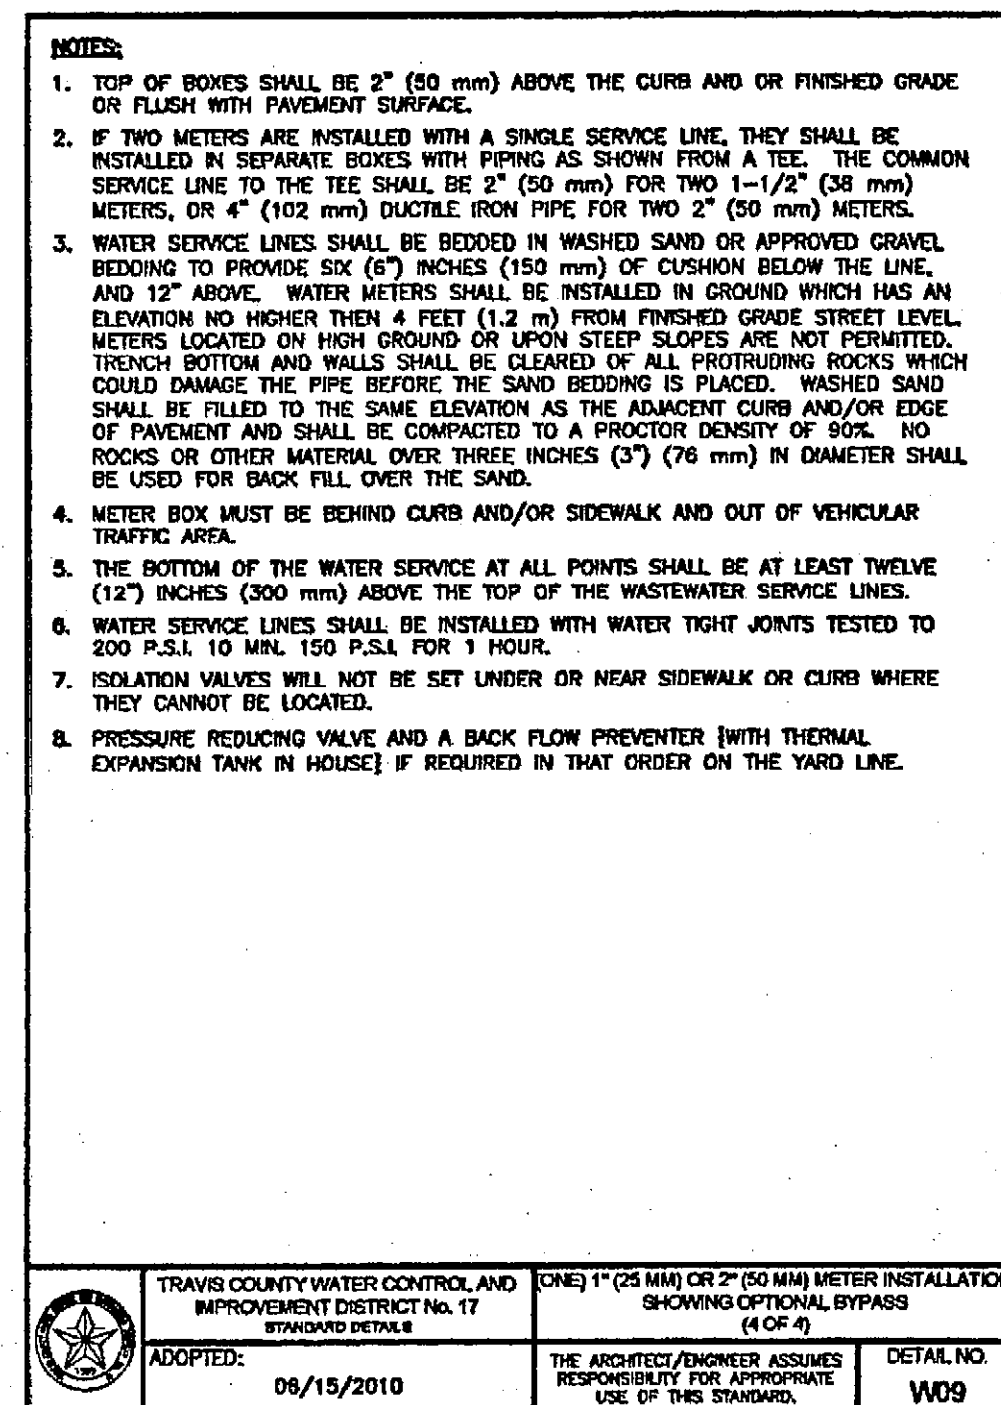 NOTES:
1. TOP OF BOXES SHALL BE 2" (50 mm) ABOVE THE CURB AND OR FINISHED GRADE
OR FLUSH WITH PAVEMENT SURFACE.
2. IF TWO METERS ARE INSTALLED WITH A SINGLE SERVICE LINE, THEY SHALL BE
INSTALLED IN SEPARATE BOXES WITH PIPING AS SHOWN FROM A TEE. THE COMMON
SERVICE LINE TO THE TEE SHALL BE 2" (50 mm) FOR TWO 1-1/2" (38 mm)
METERS, OR 4" (102 mm) DUCTILE IRON PIPE FOR TWO 2" (50 mm) METERS.
3. WATER SERVICE LINES SHALL BE BEDDED IN WASHED SAND OR APPROVED GRAVEL
BEDDING TO PROVIDE SIX (6") INCHES (150 mm) OF CUSHION BELOW THE LINE,
AND 12" ABOVE. WATER METERS SHALL BE INSTALLED IN GROUND WHICH HAS AN
ELEVATION NO HIGHER THEN 4 FEET (1.2 m) FROM FINISHED GRADE STREET LEVEL.
METERS LOCATED ON HIGH GROUND OR UPON STEEP SLOPES ARE NOT PERMITTED.
TRENCH BOTTOM AND WALLS SHALL BE CLEARED OF ALL PROTRUDING ROCKS WHICH
COULD DAMAGE THE PIPE BEFORE THE SAND BEDDING IS PLACED. WASHED SAND
SHALL BE FILLED TO THE SAME ELEVATION AS THE ADJACENT CURB AND/OR EDGE
OF PAVEMENT AND SHALL BE COMPACTED TO A PROCTOR DENSITY OF 90%. NO
ROCKS OR OTHER MATERIAL OVER THREE INCHES (3") (76 mm) IN DIAMETER SHALL
BE USED FOR BACK FILL OVER THE SAND.
4. METER BOX MUST BE BEHIND CURB AND/OR SIDEWALK AND OUT OF VEHICULAR
TRAFFIC AREA.
5. THE BOTTOM OF THE WATER SERVICE AT ALL POINTS SHALL BE AT LEAST TWELVE
(12") INCHES (300 mm) ABOVE THE TOP OF THE WASTEWATER SERVICE LINES.
6. WATER SERVICE LINES SHALL BE INSTALLED WITH WATER TIGHT JOINTS TESTED TO
200 P.S.I. 10 MIN. 150 P.S.I. FOR 1 HOUR.
7. ISOLATION VALVES WILL NOT BE SET UNDER OR NEAR SIDEWALK OR CURB WHERE
THEY CANNOT BE LOCATED.
8. PRESSURE REDUCING VALVE AND A BACK FLOW PREVENTER {WITH THERMAL
EXPANSION TANK IN HOUSE} IF REQUIRED IN THAT ORDER ON THE YARD LINE.
TRAVIS COUNTY WATER CONTROL AND
IMPROVEMENT DISTRICT No. 17
STANDARD DETAILS
(ONE) 1" (25 MM) OR 2" (50 MM) METER INSTALLATION
SHOWING OPTIONAL BYPASS
(4 OF 4)
ADOPTED:
06/15/2010
THE ARCHITECT/ENGINEER ASSUMES
RESPONSIBILITY FOR APPROPRIATE
USE OF THIS STANDARD.
DETAIL NO.
W09